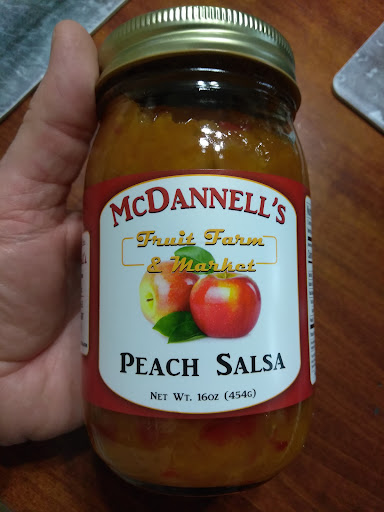 McDannell's
Fruit Farm
& Market
Peach Salsa
Net Wt. 16oz (454g)